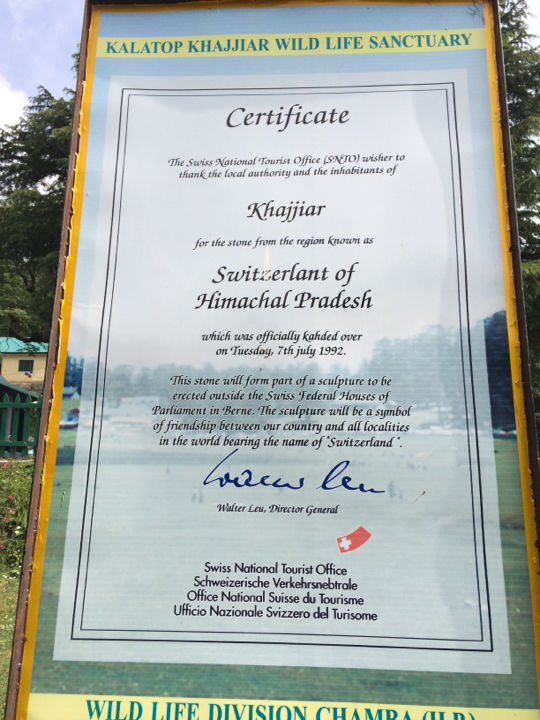 KALATOP KHAJJIAR WILD LIFE SANCTUARY
Certificate
The Swiss National Tourist Office (SNTO) wisher to
thank the local authority and the inhabitants of
Khajjiar
for the stone from the region known as
Switzerlant of
Himachal Pradesh
which was officially kahded over
on Tuesday, 7th july 1992.
This stone will form part of a sculpture to be
erected outside the Swiss Federal Houses of
Parliament in Berne. The sculpture will be a symbol
of friendship between our country and all localities
in the world bearing the name of "Switzerland".
Walter Leu, Director General
Swiss National Tourist Office
Schweizerische Verkehrsnebtrale
Office National Suisse du Tourisme
Ufficio Nazionale Svizzero del Turisome
WILD LIFE DIVISION CHAMBA (H.P.)